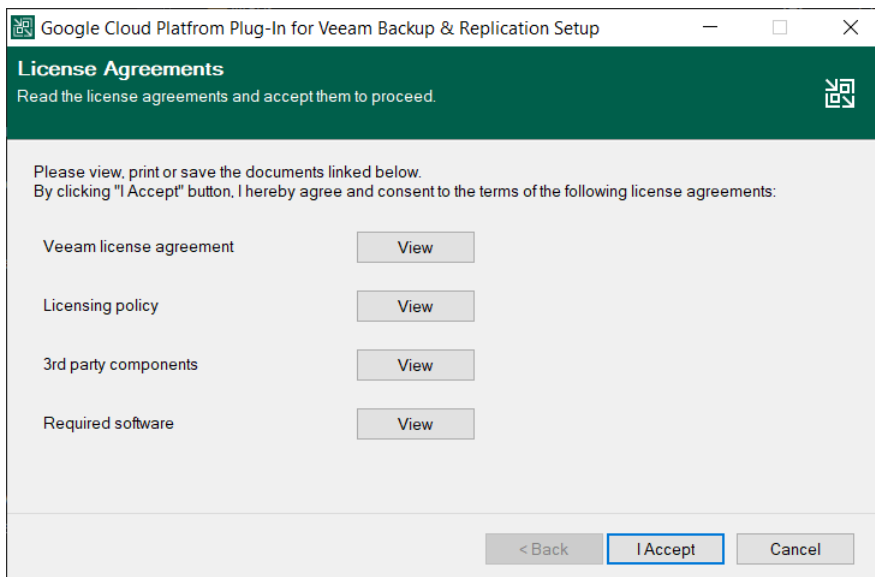 Google Cloud Platfrom Plug-In for Veeam Backup & Replication Setup
License Agreements
Read the license agreements and accept them to proceed.
Please view, print or save the documents linked below.
By clicking "I Accept" button, I hereby agree and consent to the terms of the following license agreements:
Veeam license agreement View
Licensing policy View
3rd party components View
Required software View
< Back I Accept Cancel